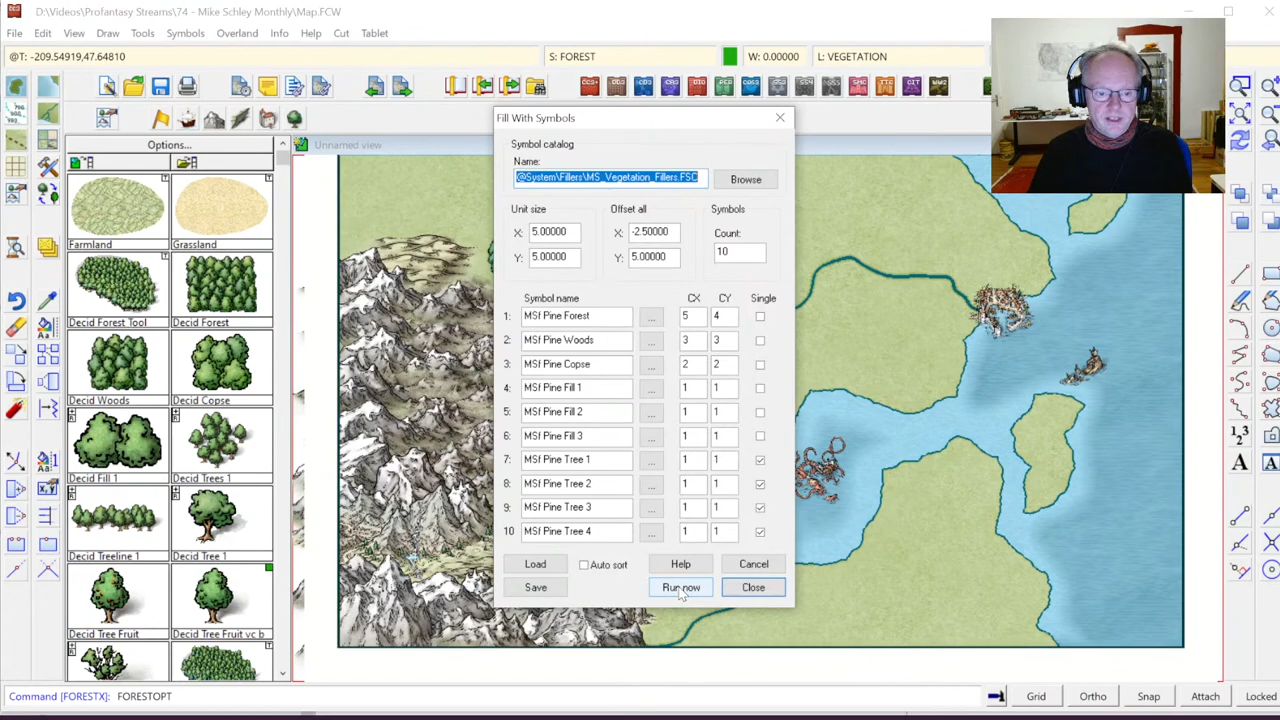 D:\Videos\Profantasy Streams\74 - Mike Schley Monthly\Map.FCW
File Edit View Draw Tools Symbols Overland Info Help Cut Tablet
@T: -209.54919,47.64810 S: FOREST W: 0.00000 L: VEGETATION
Options...
Unnamed view
Farmland Grassland
Decid Forest Tool Decid Forest
Decid Woods Decid Copse
Decid Fill 1 Decid Trees 1
Decid Treeline 1 Decid Tree 1
Decid Tree Fruit Decid Tree Fruit vc b
Fill With Symbols
Symbol catalog
Name:
@System\Fillers\MS_Vegetation_Fillers.FSC Browse
Unit size Offset all Symbols
X: 5.00000 X: -2.50000 Count:
Y: 5.00000 Y: 5.00000 10
Symbol name CX CY Single
1: MSf Pine Forest ... 5 4
2: MSf Pine Woods ... 3 3
3: MSf Pine Copse ... 2 2
4: MSf Pine Fill 1 ... 1 1
5: MSf Pine Fill 2 ... 1 1
6: MSf Pine Fill 3 ... 1 1
7: MSf Pine Tree 1 ... 1 1
8: MSf Pine Tree 2 ... 1 1
9: MSf Pine Tree 3 ... 1 1
10 MSf Pine Tree 4 ... 1 1
Load Auto sort Help Cancel
Save Run now Close
Command [FORESTX]: FORESTOPT Grid Ortho Snap Attach Locked